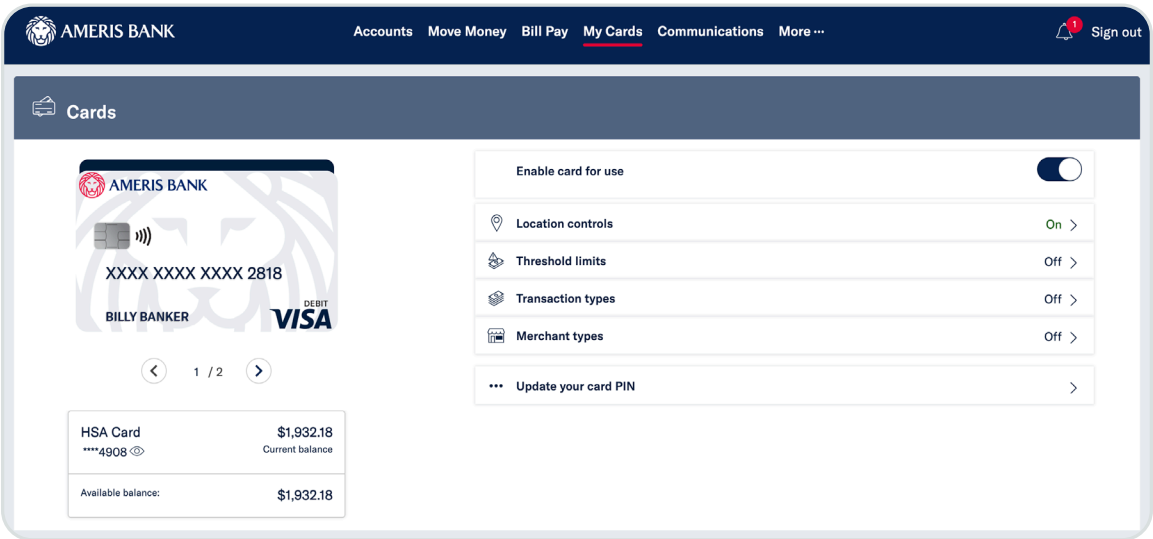 AMERIS BANK
Accounts Move Money Bill Pay My Cards Communications More ···
1
Sign out
Cards
AMERIS BANK
XXXX XXXX XXXX 2818
BILLY BANKER
DEBIT
VISA
1 / 2
HSA Card $1,932.18
****4908 Current balance
Available balance: $1,932.18
Enable card for use
Location controls On
Threshold limits Off
Transaction types Off
Merchant types Off
Update your card PIN